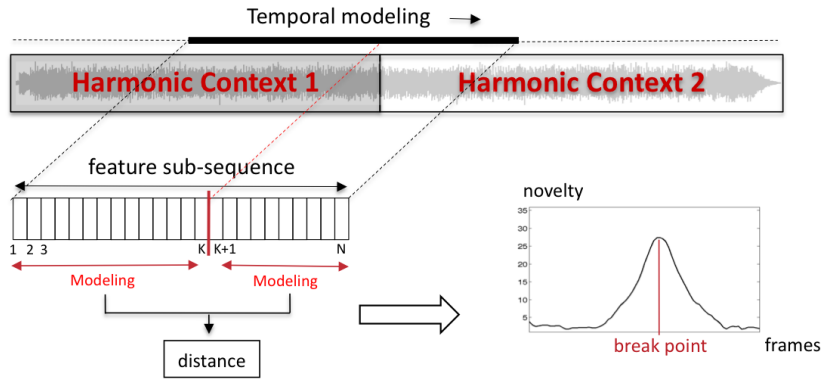 Temporal modeling
Harmonic Context 1
Harmonic Context 2
feature sub-sequence
1 2 3 K K+1 N
Modeling Modeling
distance
novelty
35
30
25
20
15
10
5
break point
frames